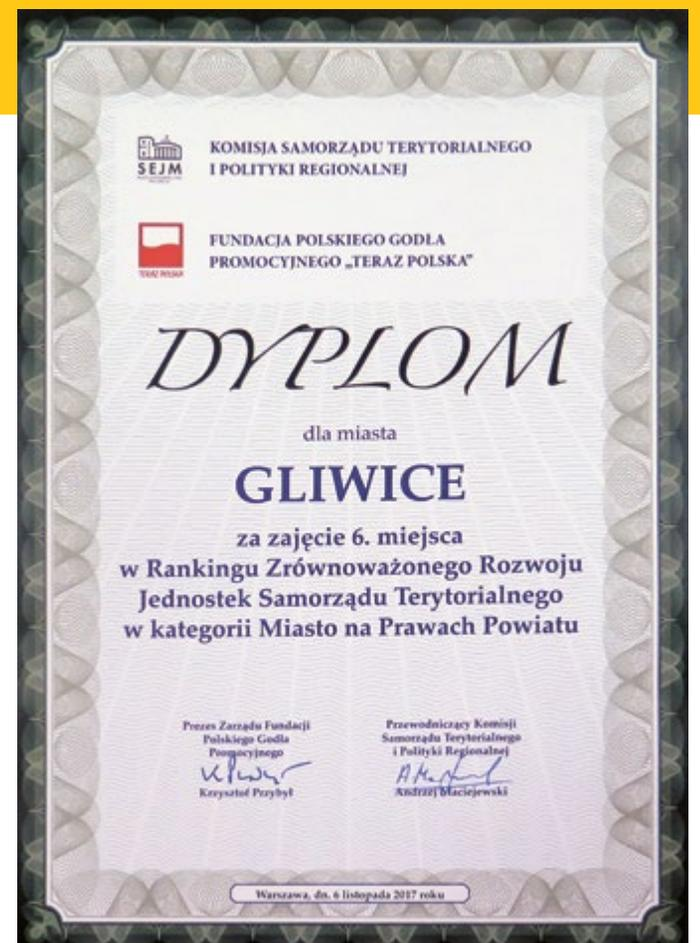 SEJM
KOMISJA SAMORZĄDU TERYTORIALNEGO
I POLITYKI REGIONALNEJ
TERAZ POLSKA
FUNDACJA POLSKIEGO GODŁA
PROMOCYJNEGO „TERAZ POLSKA”
DYPLOM
dla miasta
GLIWICE
za zajęcie 6. miejsca
w Rankingu Zrównoważonego Rozwoju
Jednostek Samorządu Terytorialnego
w kategorii Miasto na Prawach Powiatu
Prezes Zarządu Fundacji
Polskiego Godła
Promocyjnego
Krzysztof Przybył
Przewodniczący Komisji
Samorządu Terytorialnego
i Polityki Regionalnej
Andrzej Maciejewski
Warszawa, dn. 6 listopada 2017 roku